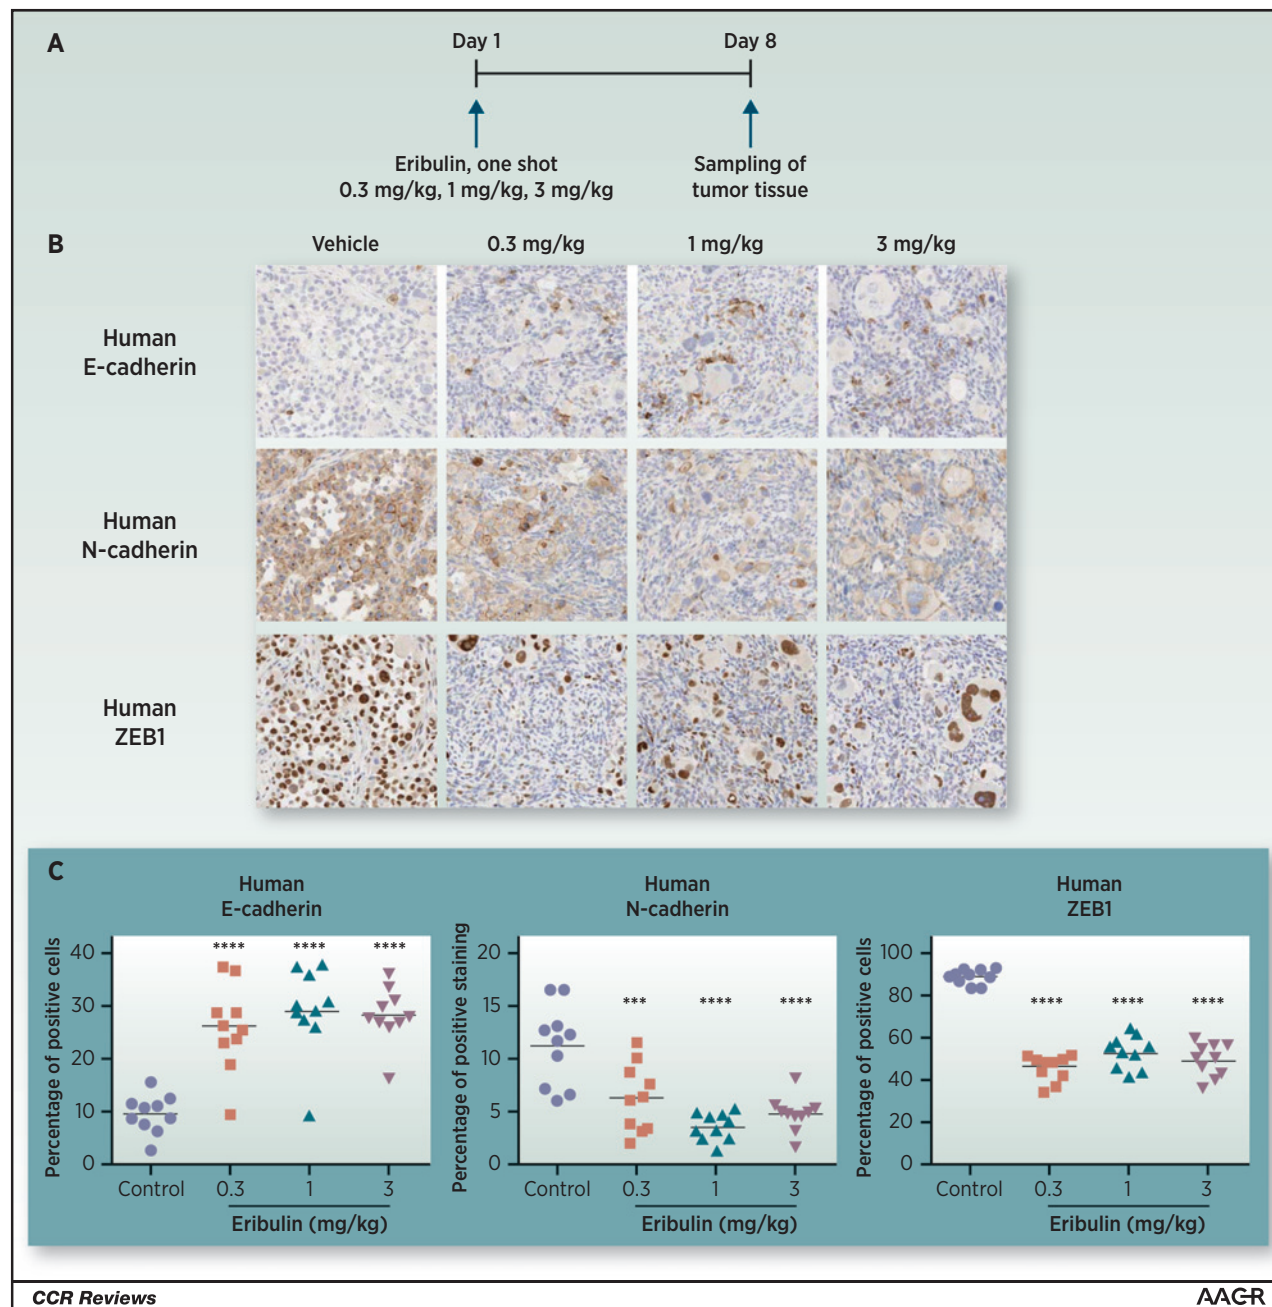 A
Day 1
Day 8
Eribulin, one shot
0.3 mg/kg, 1 mg/kg, 3 mg/kg
Sampling of
tumor tissue
B
Vehicle
0.3 mg/kg
1 mg/kg
3 mg/kg
Human
E-cadherin
Human
N-cadherin
Human
ZEB1
C
Human
E-cadherin
Percentage of positive cells
40
30
20
10
0
****
****
****
Control
0.3
1
3
Eribulin (mg/kg)
Human
N-cadherin
Percentage of positive staining
20
15
10
5
0
***
****
****
Control
0.3
1
3
Eribulin (mg/kg)
Human
ZEB1
Percentage of positive cells
100
80
60
40
20
0
****
****
****
Control
0.3
1
3
Eribulin (mg/kg)
CCR Reviews
AACR